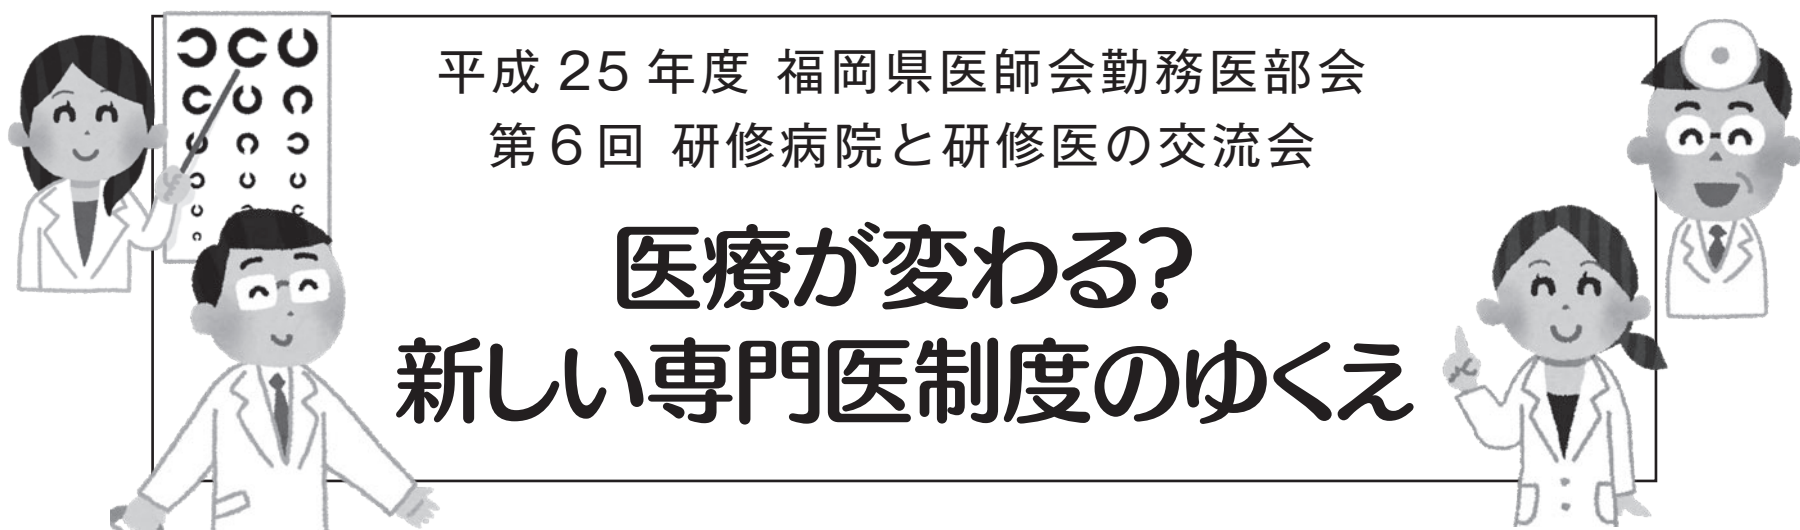 平成 25 年度 福岡県医師会勤務医部会
第6回 研修病院と研修医の交流会
医療が変わる?
新しい専門医制度のゆくえ